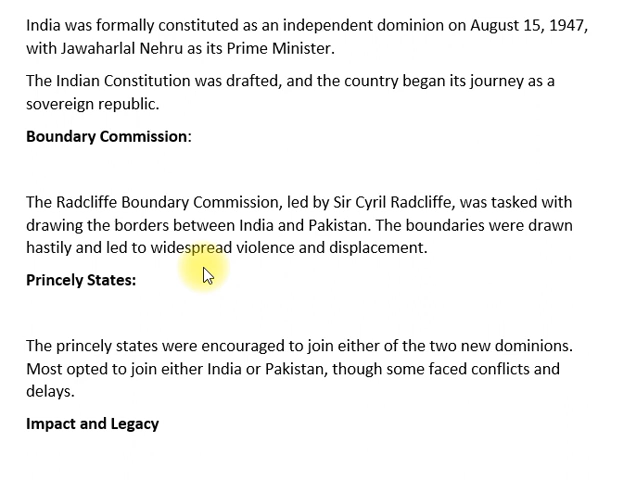 India was formally constituted as an independent dominion on August 15, 1947,
with Jawaharlal Nehru as its Prime Minister.
The Indian Constitution was drafted, and the country began its journey as a
sovereign republic.
Boundary Commission:
The Radcliffe Boundary Commission, led by Sir Cyril Radcliffe, was tasked with
drawing the borders between India and Pakistan. The boundaries were drawn
hastily and led to widespread violence and displacement.
Princely States:
The princely states were encouraged to join either of the two new dominions.
Most opted to join either India or Pakistan, though some faced conflicts and
delays.
Impact and Legacy